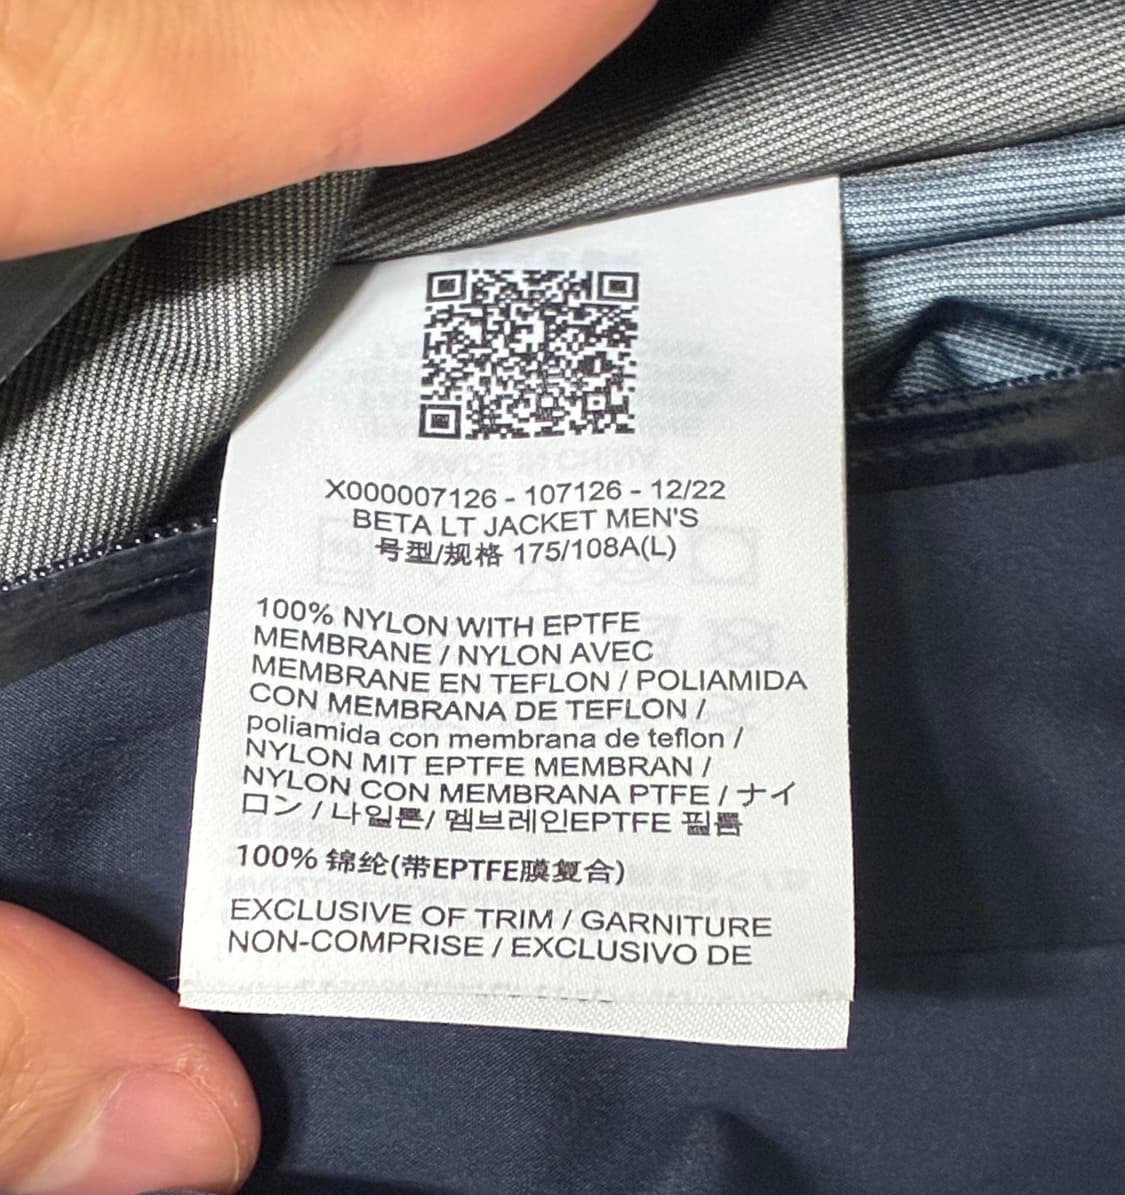 X000007126 - 107126 - 12/22
BETA LT JACKET MEN'S
号型/规格 175/108A(L)
100% NYLON WITH EPTFE
MEMBRANE / NYLON AVEC
MEMBRANE EN TEFLON / POLIAMIDA
CON MEMBRANA DE TEFLON /
poliamida con membrana de teflon /
NYLON MIT EPTFE MEMBRAN /
NYLON CON MEMBRANA PTFE / ナイ
ロン / 나일론/ 멤브레인EPTFE 필름
100% 锦纶(带EPTFE膜复合)
EXCLUSIVE OF TRIM / GARNITURE
NON-COMPRISE / EXCLUSIVO DE